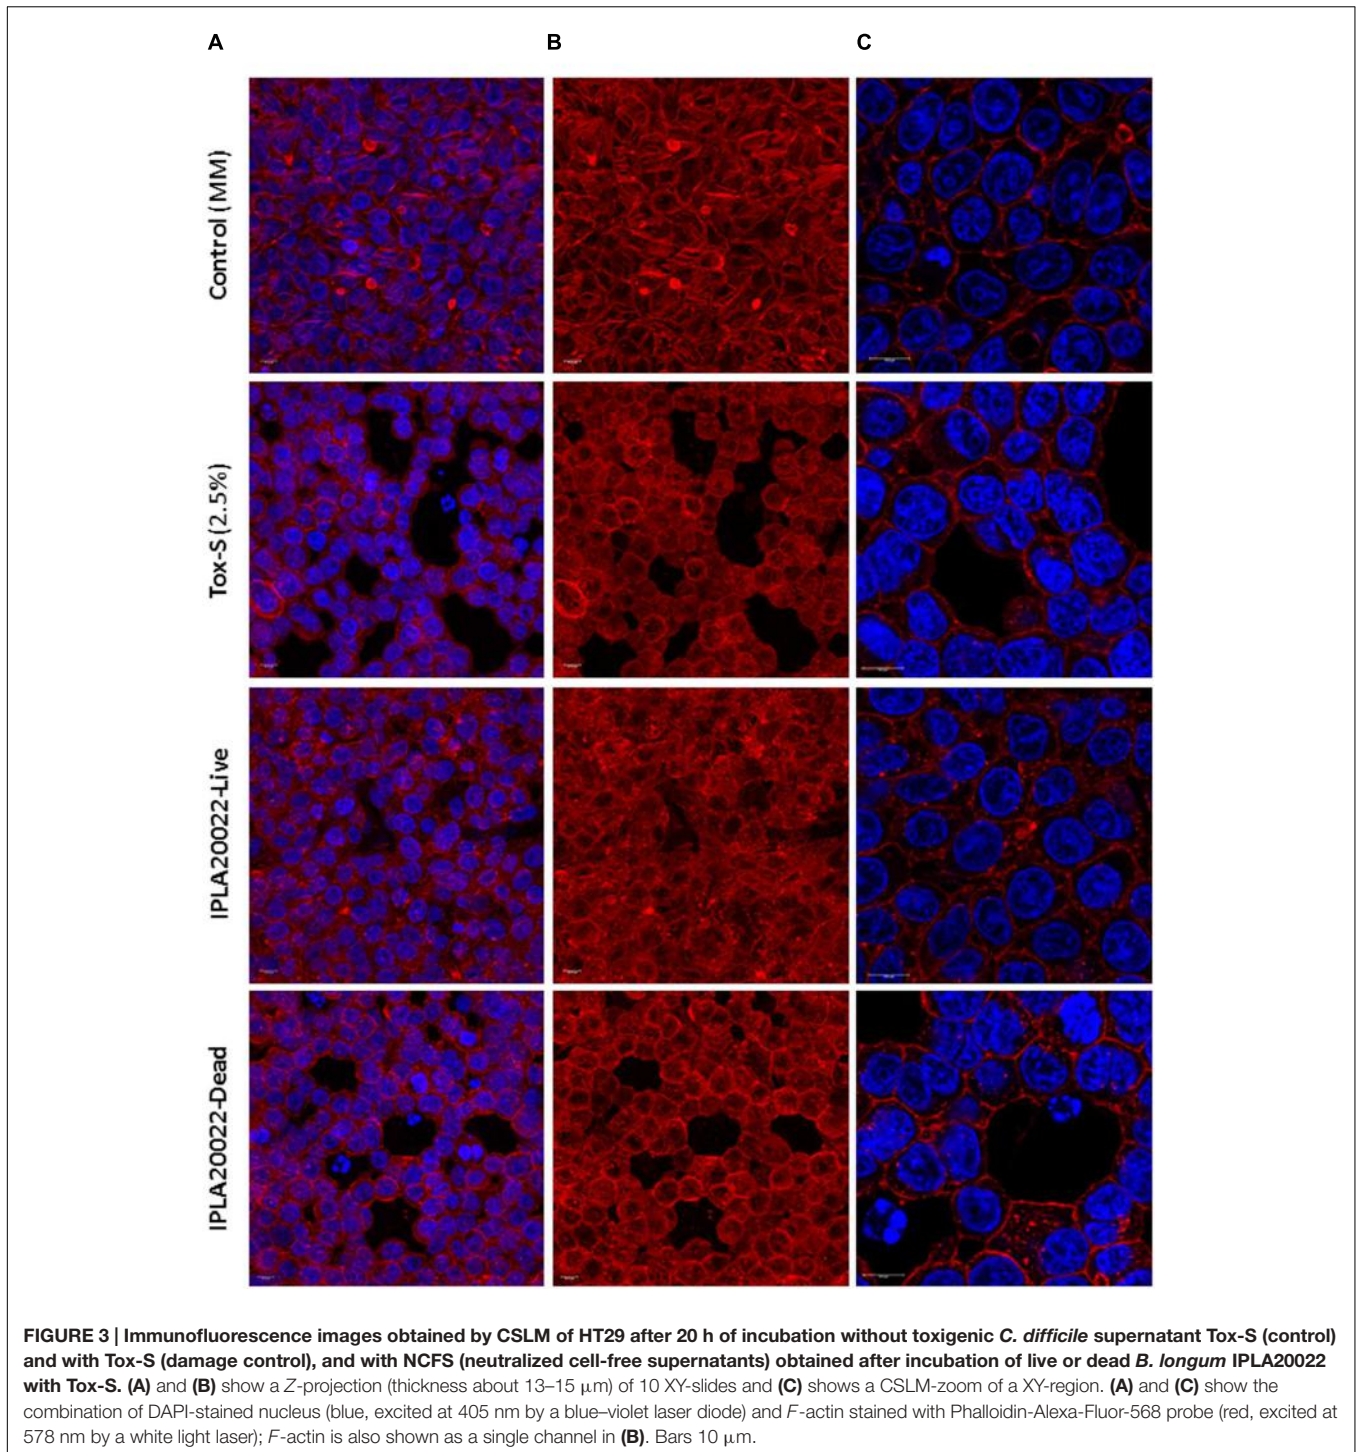 A
B
C
Control (MM)
Tox-S (2.5%)
IPLA20022-Live
IPLA20022-Dead
FIGURE 3 | Immunofluorescence images obtained by CSLM of HT29 after 20 h of incubation without toxigenic C. difficile supernatant Tox-S (control)
and with Tox-S (damage control), and with NCFS (neutralized cell-free supernatants) obtained after incubation of live or dead B. longum IPLA20022
with Tox-S. (A) and (B) show a Z-projection (thickness about 13–15 μm) of 10 XY-slides and (C) shows a CSLM-zoom of a XY-region. (A) and (C) show the
combination of DAPI-stained nucleus (blue, excited at 405 nm by a blue–violet laser diode) and F-actin stained with Phalloidin-Alexa-Fluor-568 probe (red, excited at
578 nm by a white light laser); F-actin is also shown as a single channel in (B). Bars 10 μm.